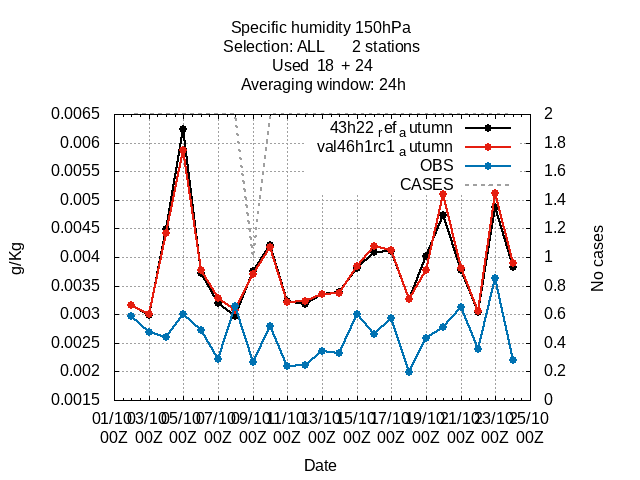 Specific humidity 150hPa
Selection: ALL 2 stations
Used 18 + 24
Averaging window: 24h
43h22_ref_autumn
val46h1rc1_autumn
OBS
CASES
0.0065
0.006
0.0055
0.005
0.0045
0.004
0.0035
0.003
0.0025
0.002
0.0015
g/Kg
2
1.8
1.6
1.4
1.2
1
0.8
0.6
0.4
0.2
0
No cases
01/10 03/10 05/10 07/10 09/10 11/10 13/10 15/10 17/10 19/10 21/10 23/10 25/10
00Z 00Z 00Z 00Z 00Z 00Z 00Z 00Z 00Z 00Z 00Z 00Z 00Z
Date